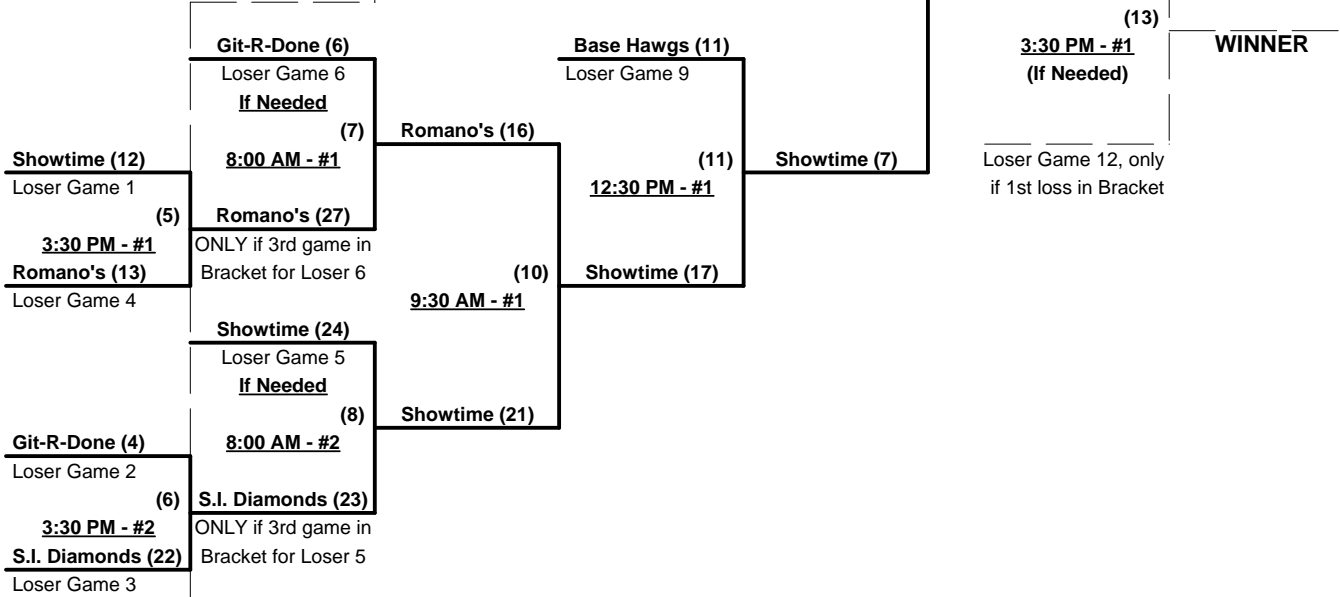 (13)
Git-R-Done (6)
Base Hawgs (11)
3:30 PM - #1
WINNER
Loser Game 6
Loser Game 9
(If Needed)
If Needed
(7)
Romano's (16)
8:00 AM - #1
Showtime (12)
(11)
Showtime (7)
Loser Game 12, only
Loser Game 1
12:30 PM - #1
if 1st loss in Bracket
(5)
Romano's (27)
3:30 PM - #1
ONLY if 3rd game in
Romano's (13)
Bracket for Loser 6
(10)
Showtime (17)
Loser Game 4
9:30 AM - #1
Showtime (24)
Loser Game 5
If Needed
(8)
Showtime (21)
Git-R-Done (4)
8:00 AM - #2
Loser Game 2
(6)
S.I. Diamonds (23)
3:30 PM - #2
ONLY if 3rd game in
S.I. Diamonds (22)
Bracket for Loser 5
Loser Game 3